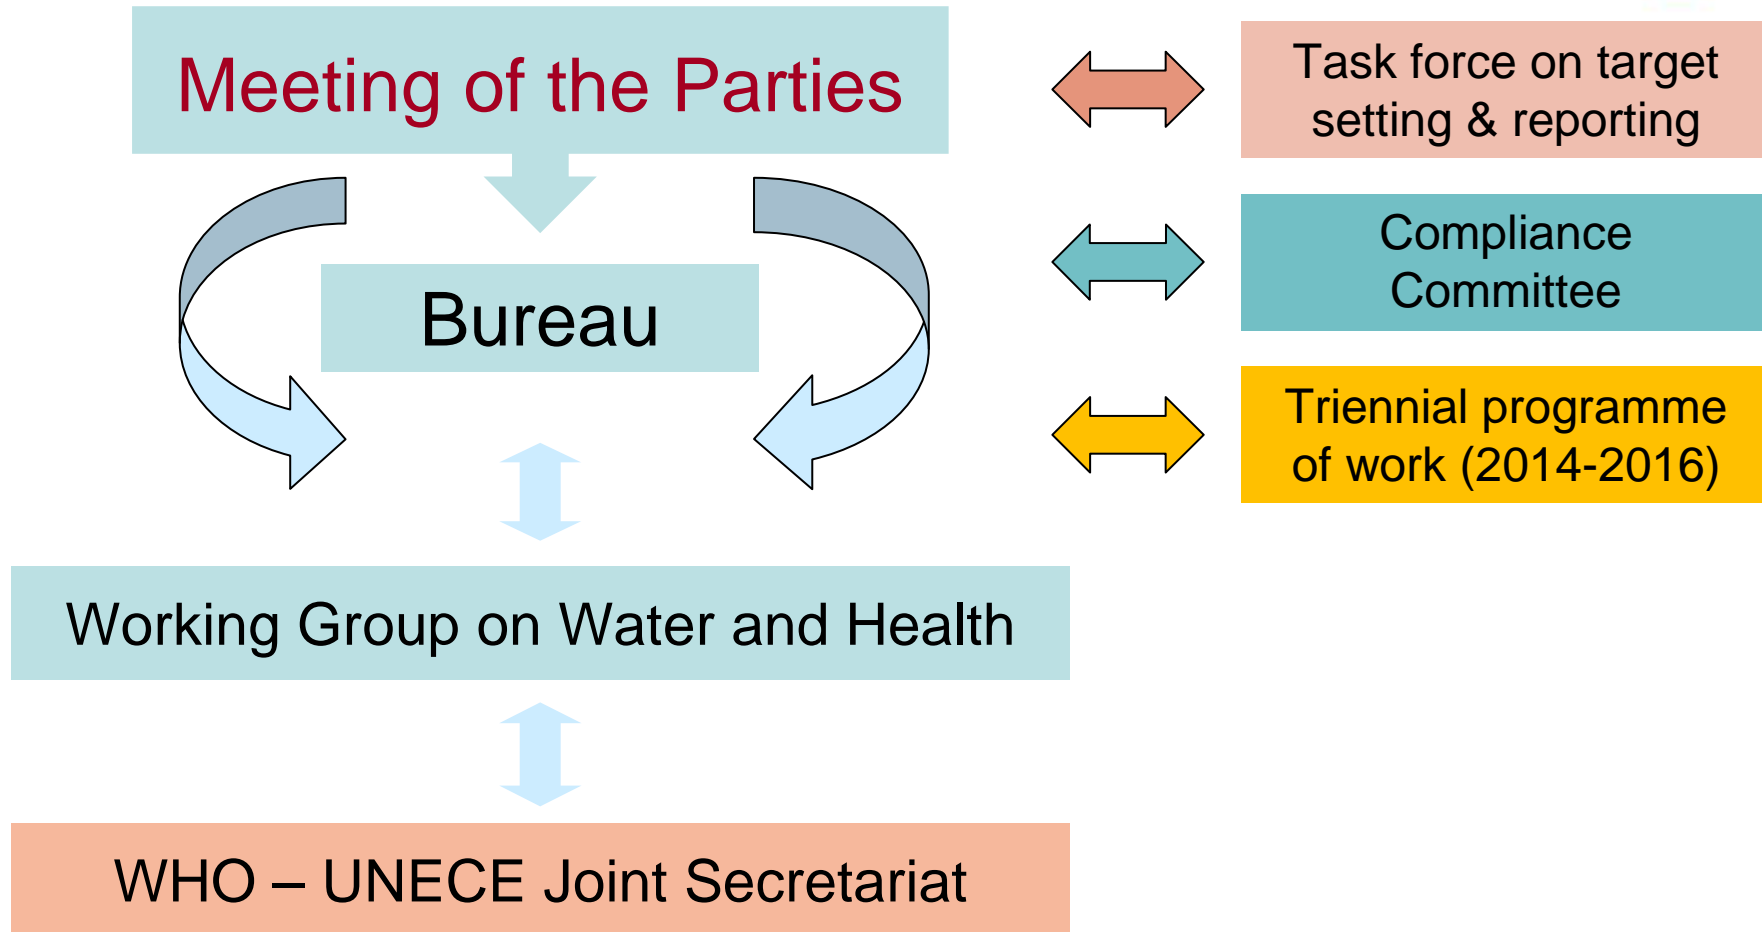 Meeting of the Parties
Task force on target
setting & reporting
Bureau
Compliance
Committee
Triennial programme
of work (2014-2016)
Working Group on Water and Health
WHO – UNECE Joint Secretariat